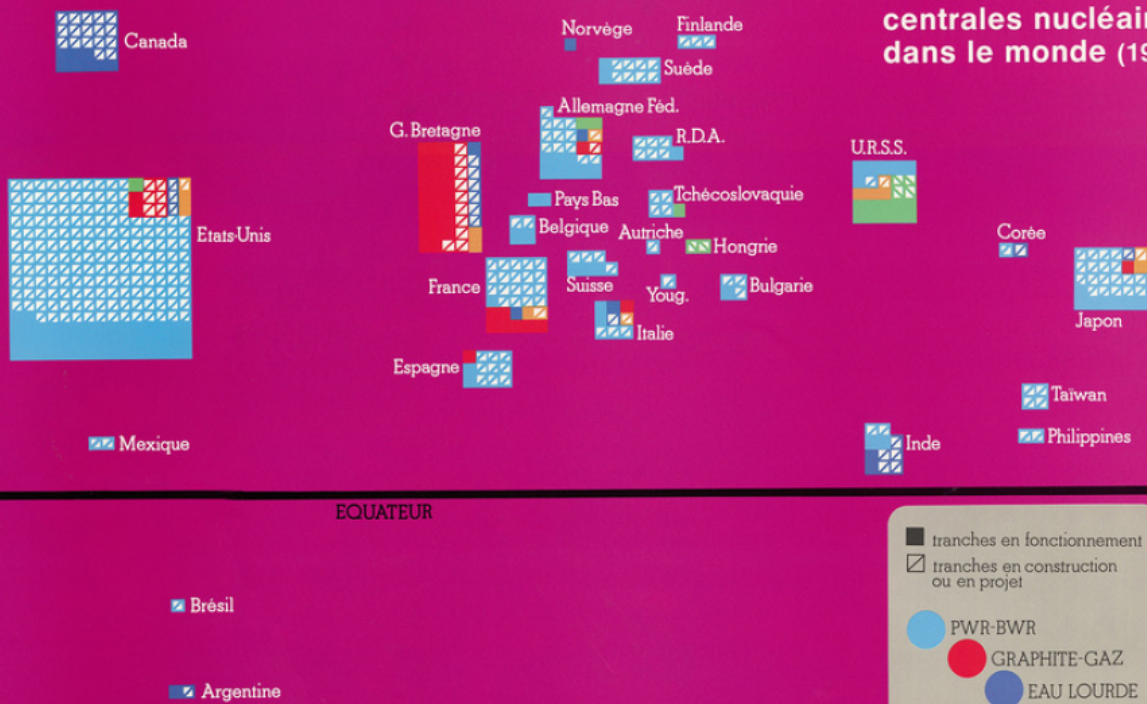 centrales nucléair
dans le monde (19
Canada
Norvège
Finlande
Suède
Allemagne Féd.
G. Bretagne
R.D.A.
U.R.S.S.
Pays Bas
Tchécoslovaquie
Belgique
Autriche
Etats-Unis
Hongrie
Corée
France
Suisse
Youg.
Bulgarie
Japon
Italie
Espagne
Taïwan
Mexique
Inde
Philippines
EQUATEUR
tranches en fonctionnement
tranches en construction
ou en projet
Brésil
PWR-BWR
GRAPHITE-GAZ
Argentine
EAU LOURDE